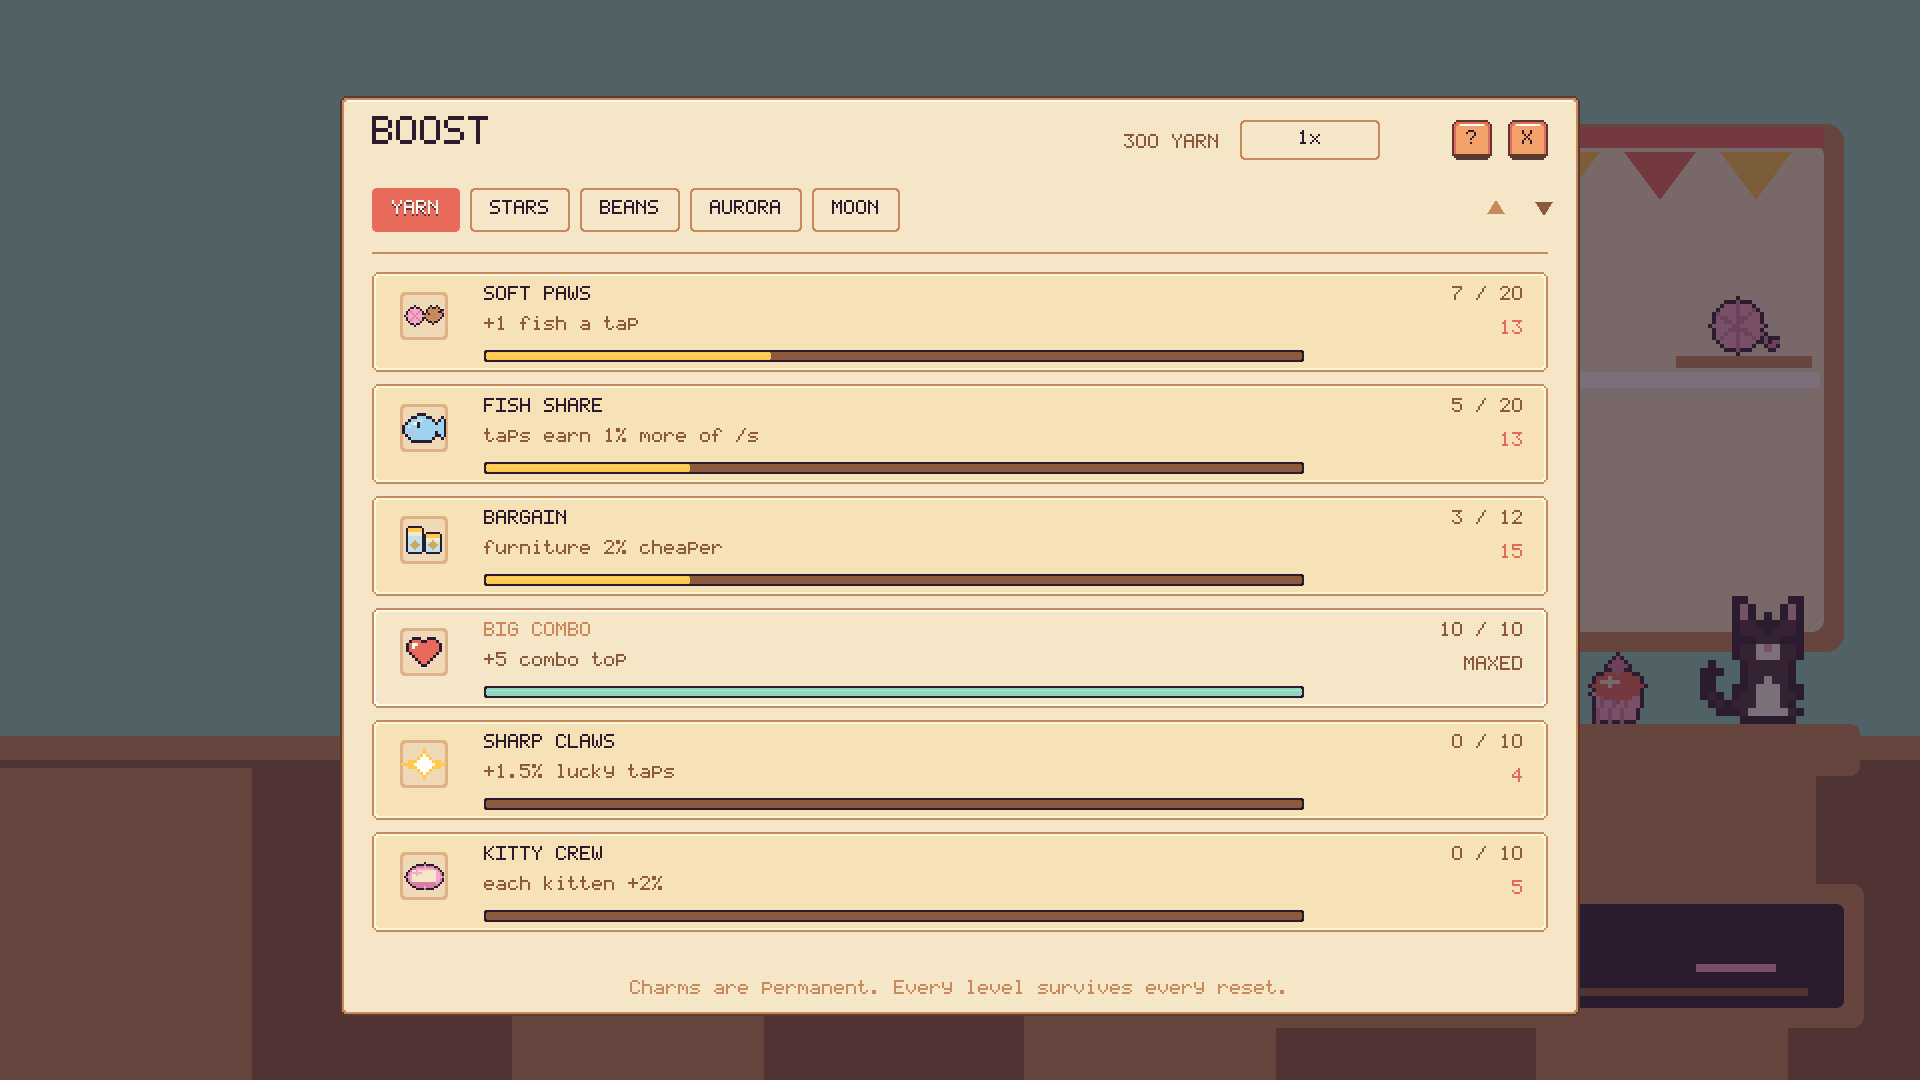 BOOST
300 YARN
1x
?
X
YARN
STARS
BEANS
AURORA
MOON
SOFT PAWS
7 / 20
+1 fish a tap
13
FISH SHARE
5 / 20
taps earn 1% more of /s
13
BARGAIN
3 / 12
furniture 2% cheaper
15
BIG COMBO
10 / 10
+5 combo top
MAXED
SHARP CLAWS
0 / 10
+1.5% lucky taps
4
KITTY CREW
0 / 10
each kitten +2%
5
Charms are permanent. Every level survives every reset.